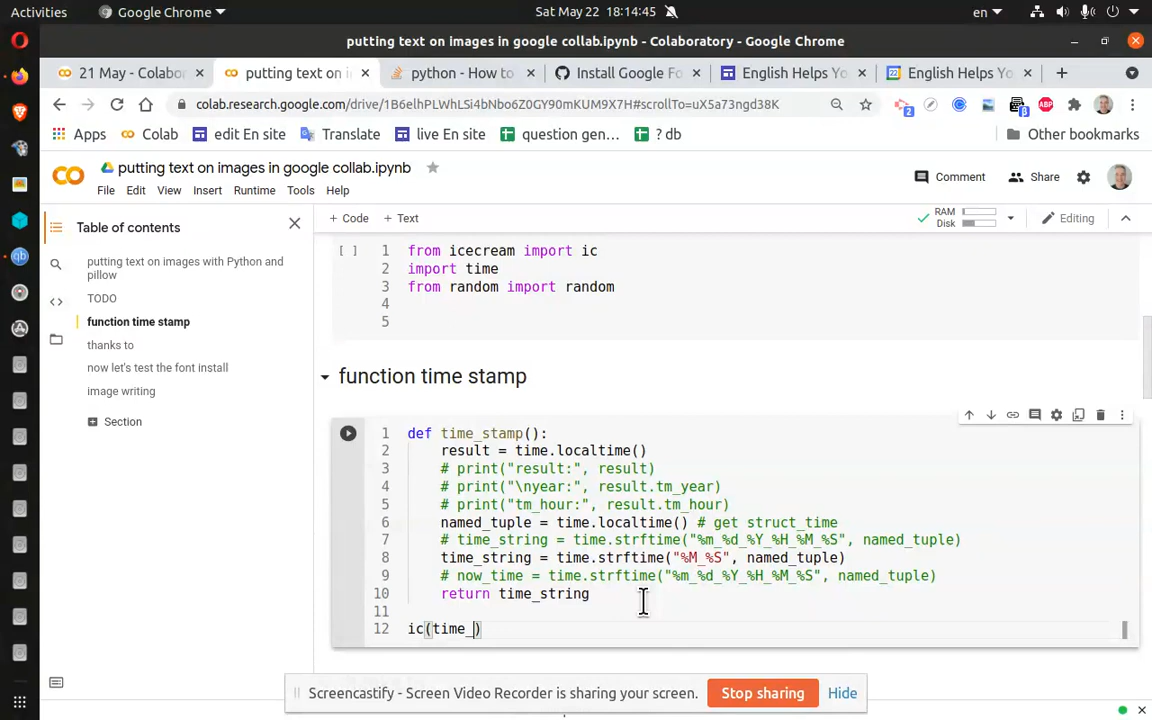 Activities
Google Chrome
Sat May 22 18:14:45
en
putting text on images in google collab.ipynb - Colaboratory - Google Chrome
21 May - Colabor
putting text on i
python - How to
Install Google Fo
English Helps Yo
English Helps Yo
colab.research.google.com/drive/1B6elhPLWhLSi4bNbo6Z0GY90mKUM9X7H#scrollTo=uX5a73ngd38K
2
ABP
Apps
Colab
edit En site
Translate
live En site
question gen...
? db
Other bookmarks
putting text on images in google collab.ipynb
Comment
Share
File Edit View Insert Runtime Tools Help
Table of contents
+ Code + Text
RAM
Disk
Editing
putting text on images with Python and
pillow
TODO
function time stamp
thanks to
now let's test the font install
image writing
Section
[ ]
1 from icecream import ic
2 import time
3 from random import random
4
5
function time stamp
1 def time_stamp():
2 result = time.localtime()
3 # print("result:", result)
4 # print("\nyear:", result.tm_year)
5 # print("tm_hour:", result.tm_hour)
6 named_tuple = time.localtime() # get struct_time
7 # time_string = time.strftime("%m_%d_%Y_%H_%M_%S", named_tuple)
8 time_string = time.strftime("%M_%S", named_tuple)
9 # now_time = time.strftime("%m_%d_%Y_%H_%M_%S", named_tuple)
10 return time_string
11
12 ic(time_)
Screencastify - Screen Video Recorder is sharing your screen.
Stop sharing
Hide